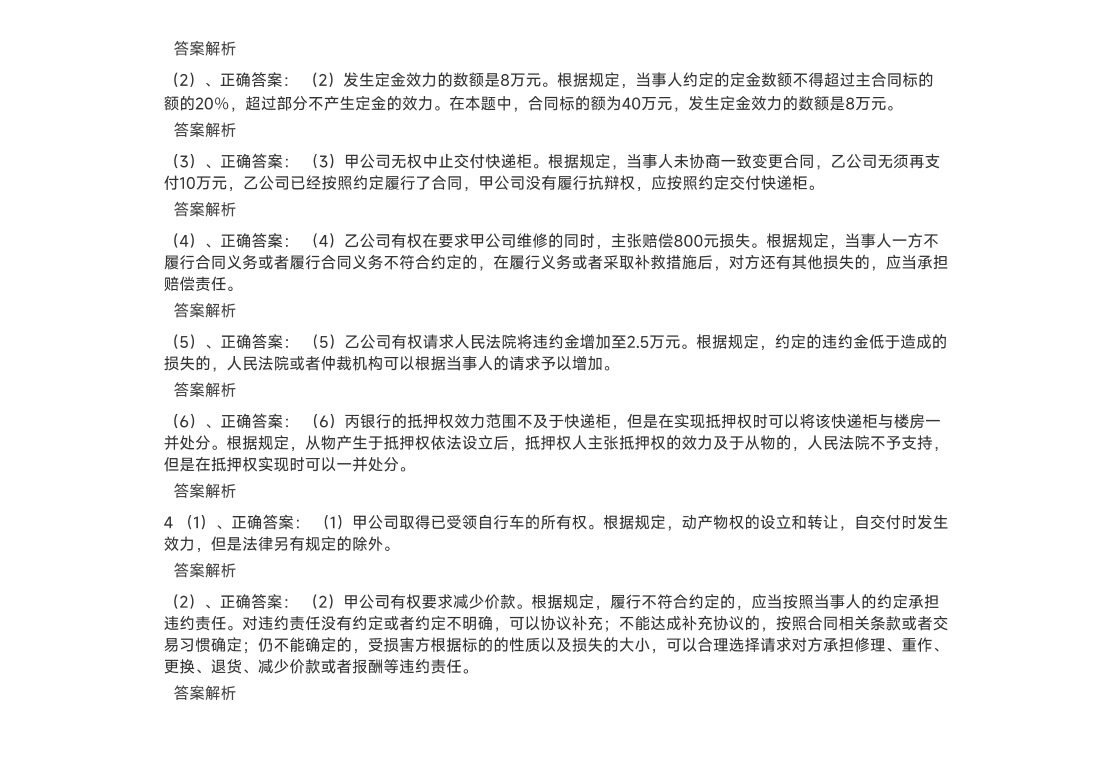 答案解析
（2）、正确答案： （2）发生定金效力的数额是8万元。根据规定，当事人约定的定金数额不得超过主合同标的
额的20%，超过部分不产生定金的效力。在本题中，合同标的额为40万元，发生定金效力的数额是8万元。
答案解析
（3）、正确答案： （3）甲公司无权中止交付快递柜。根据规定，当事人未协商一致变更合同，乙公司无须再支
付10万元，乙公司已经按照约定履行了合同，甲公司没有履行抗辩权，应按照约定交付快递柜。
答案解析
（4）、正确答案： （4）乙公司有权在要求甲公司维修的同时，主张赔偿800元损失。根据规定，当事人一方不
履行合同义务或者履行合同义务不符合约定的，在履行义务或者采取补救措施后，对方还有其他损失的，应当承担
赔偿责任。
答案解析
（5）、正确答案： （5）乙公司有权请求人民法院将违约金增加至2.5万元。根据规定，约定的违约金低于造成的
损失的，人民法院或者仲裁机构可以根据当事人的请求予以增加。
答案解析
（6）、正确答案： （6）丙银行的抵押权效力范围不及于快递柜，但是在实现抵押权时可以将该快递柜与楼房一
并处分。根据规定，从物产生于抵押权依法设立后，抵押权人主张抵押权的效力及于从物的，人民法院不予支持，
但是在抵押权实现时可以一并处分。
答案解析
4 （1）、正确答案： （1）甲公司取得已受领自行车的所有权。根据规定，动产物权的设立和转让，自交付时发生
效力，但是法律另有规定的除外。
答案解析
（2）、正确答案： （2）甲公司有权要求减少价款。根据规定，履行不符合约定的，应当按照当事人的约定承担
违约责任。对违约责任没有约定或者约定不明确，可以协议补充；不能达成补充协议的，按照合同相关条款或者交
易习惯确定；仍不能确定的，受损害方根据标的的性质以及损失的大小，可以合理选择请求对方承担修理、重作、
更换、退货、减少价款或者报酬等违约责任。
答案解析